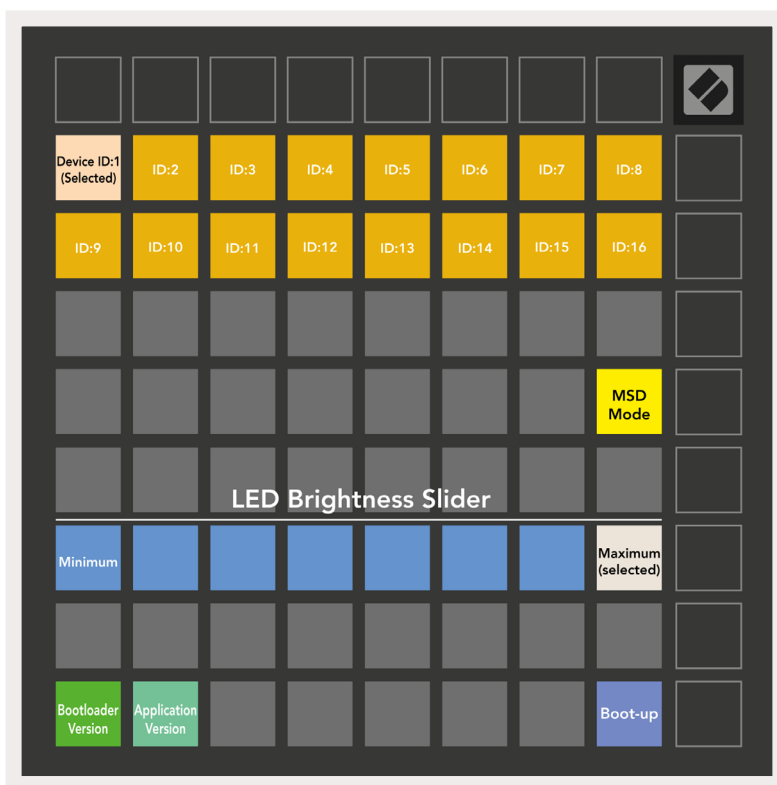 Device ID:1
(Selected)
ID:2
ID:3
ID:4
ID:5
ID:6
ID:7
ID:8
ID:9
ID:10
ID:11
ID:12
ID:13
ID:14
ID:15
ID:16
MSD
Mode
LED Brightness Slider
Minimum
Maximum
(selected)
Bootloader
Version
Application
Version
Boot-up